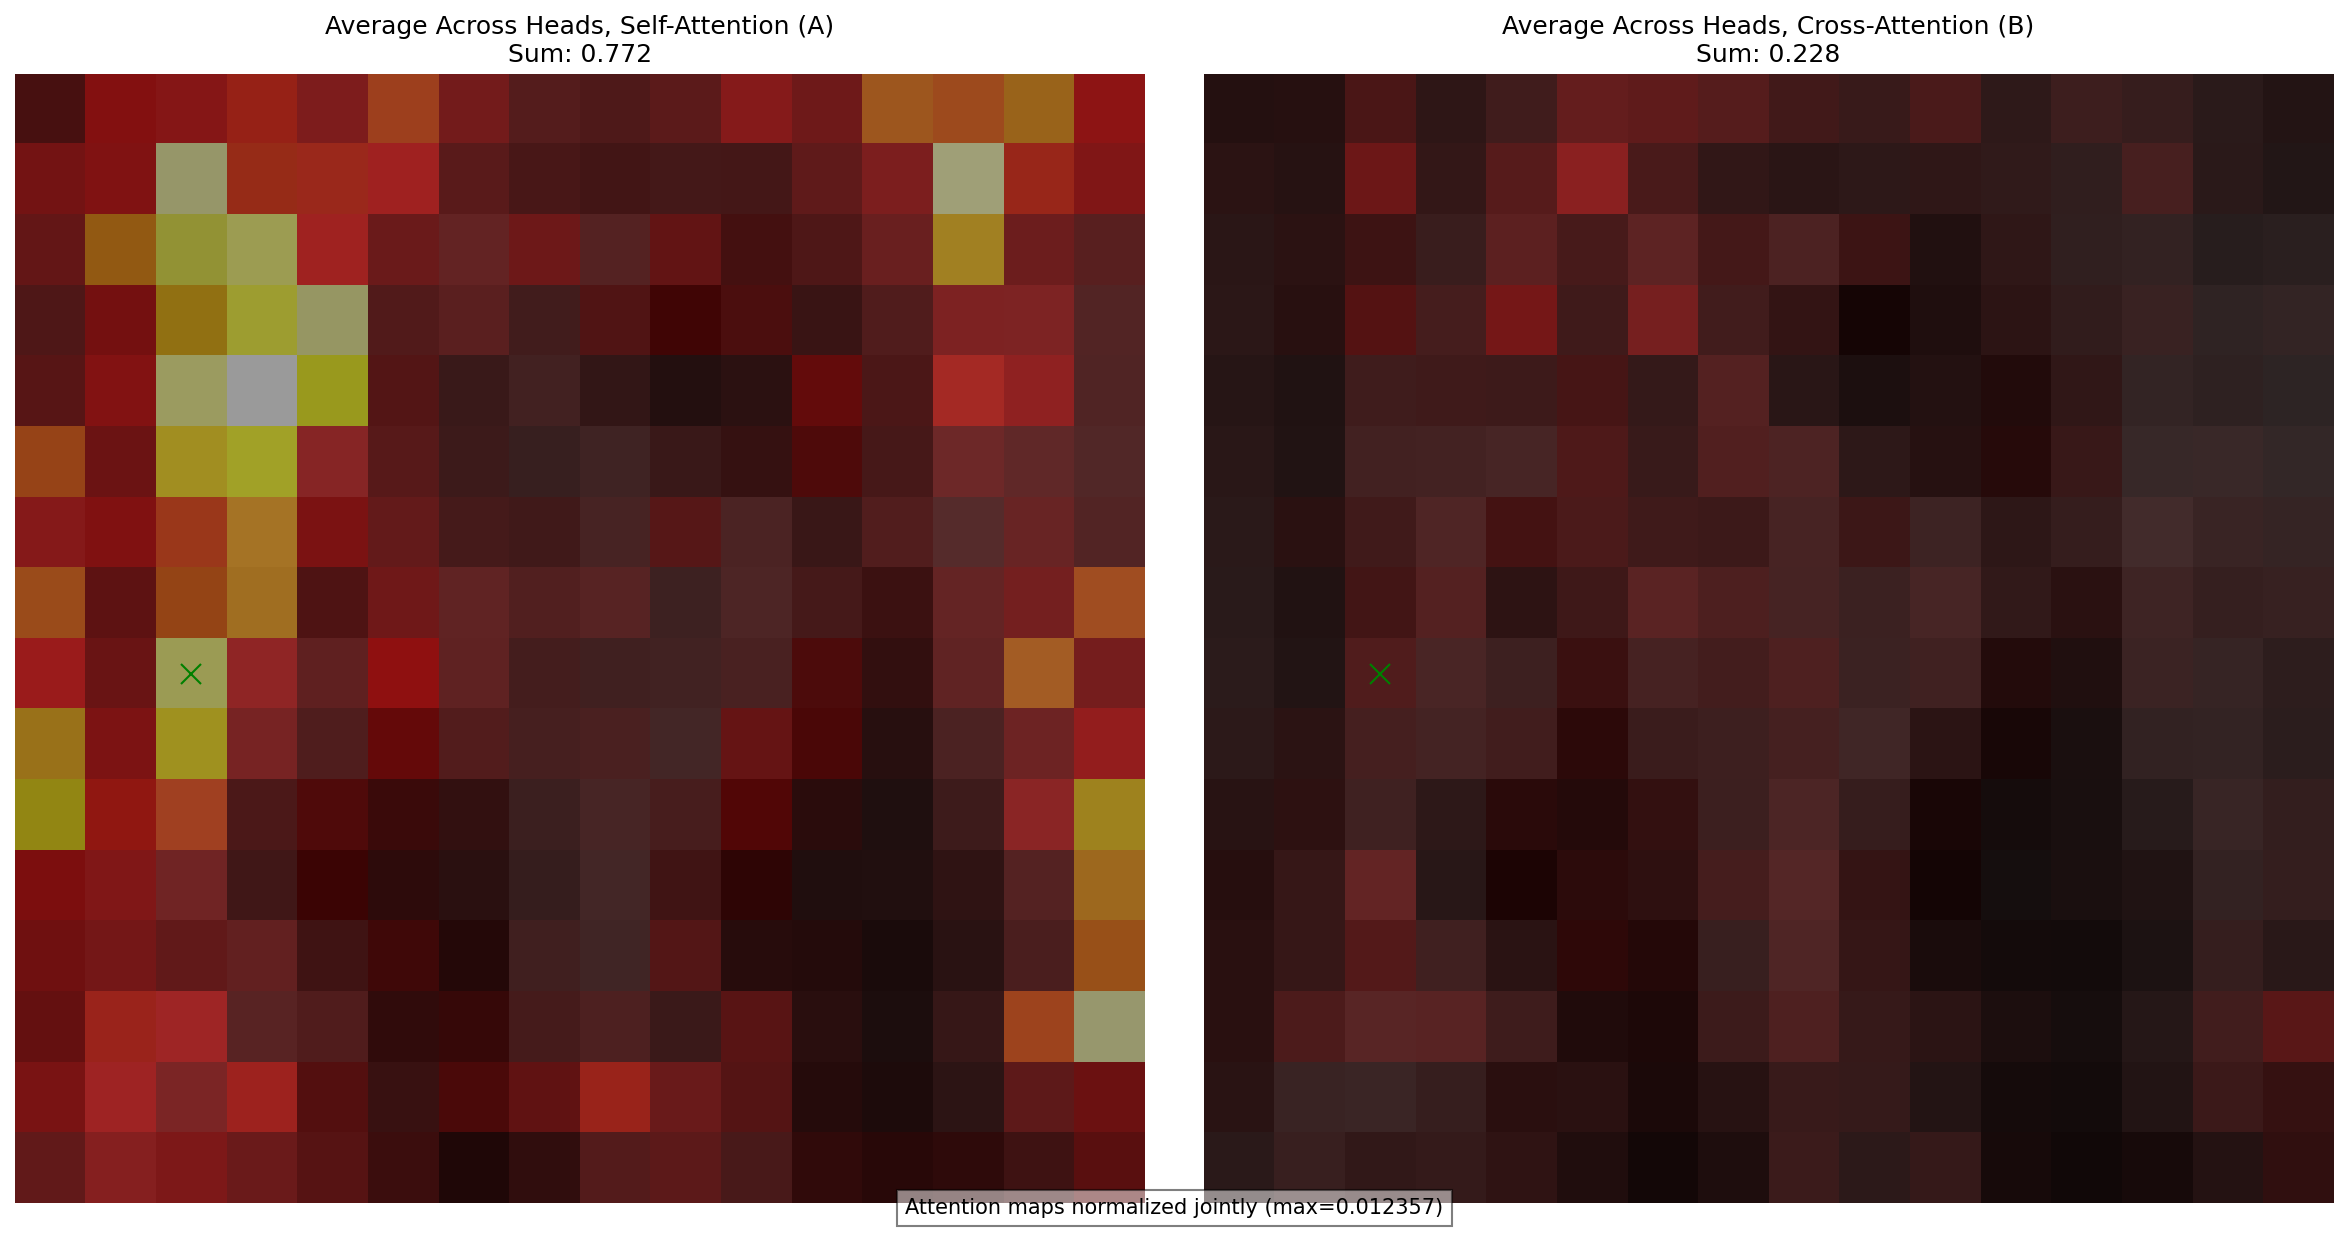 Average Across Heads, Self-Attention (A)
Sum: 0.772
Average Across Heads, Cross-Attention (B)
Sum: 0.228
Attention maps normalized jointly (max=0.012357)